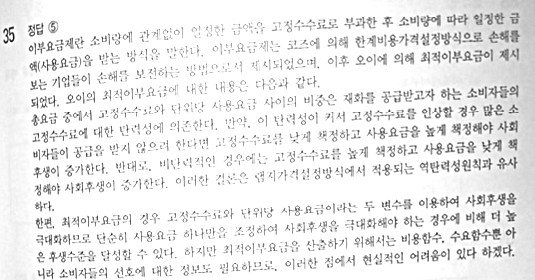 35 정답 ⑤
이부요금제란 소비량에 관계없이 일정한 금액을 고정수수료로 부과한 후 소비량에 따라 일정한 금
액(사용요금)을 받는 방식을 말한다. 이부요금제는 코즈에 의해 한계비용가격설정방식으로 손해를
보는 기업들이 손해를 보전하는 방법으로서 제시되었으며, 이후 오이에 의해 최적이부요금이 제시
되었다. 오이의 최적이부요금에 대한 내용은 다음과 같다.
총요금 중에서 고정수수료와 단위당 사용요금 사이의 비중은 재화를 공급받고자 하는 소비자들의
고정수수료에 대한 탄력성에 의존한다. 만약, 이 탄력성이 커서 고정수수료를 인상할 경우 많은 소
비자들이 공급을 받지 않으려 한다면 고정수수료를 낮게 책정하고 사용요금을 높게 책정해야 사회
후생이 증가한다. 반대로, 비탄력적인 경우에는 고정수수료를 높게 책정하고 사용요금을 낮게 책
정해야 사회후생이 증가한다. 이러한 결론은 램지가격설정방식에서 적용되는 역탄력성원칙과 유사
하다.
한편, 최적이부요금의 경우 고정수수료와 단위당 사용요금이라는 두 변수를 이용하여 사회후생을
극대화하므로 단순히 사용요금 하나만을 조정하여 사회후생을 극대화해야 하는 경우에 비해 더 높
은 후생수준을 달성할 수 있다. 하지만 최적이부요금을 산출하기 위해서는 비용함수, 수요함수뿐 아
니라 소비자들의 선호에 대한 정보도 필요하므로, 이러한 점에서 현실적인 어려움이 있다 하겠다.